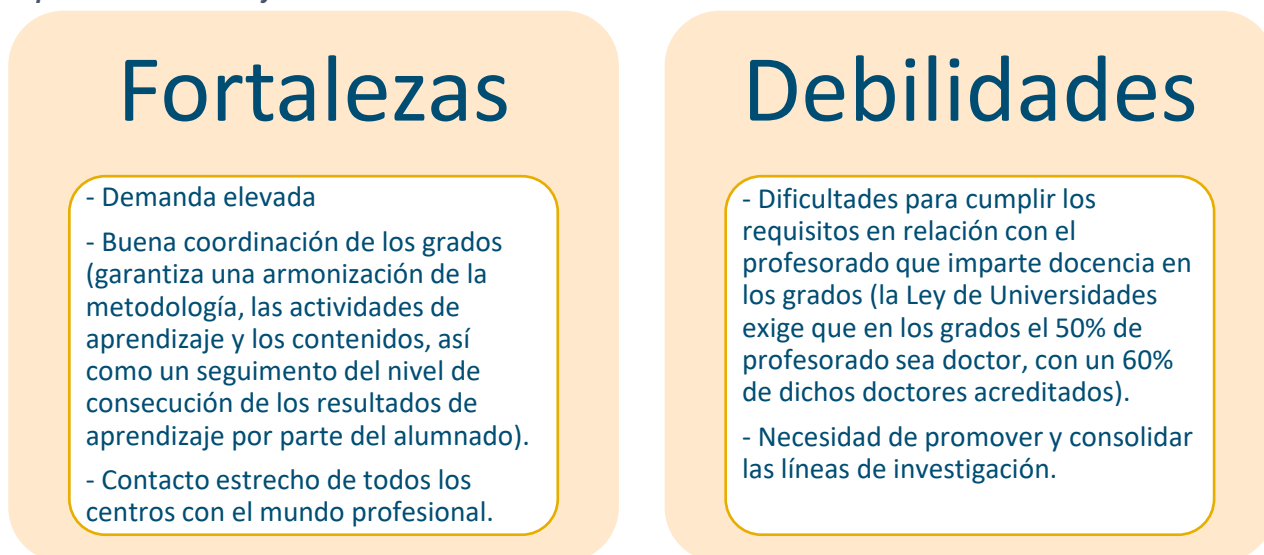 Fortalezas
- Demanda elevada
- Buena coordinación de los grados
(garantiza una armonización de la
metodología, las actividades de
aprendizaje y los contenidos, así
como un seguimento del nivel de
consecución de los resultados de
aprendizaje por parte del alumnado).
- Contacto estrecho de todos los
centros con el mundo profesional.
Debilidades
- Dificultades para cumplir los
requisitos en relación con el
profesorado que imparte docencia en
los grados (la Ley de Universidades
exige que en los grados el 50% de
profesorado sea doctor, con un 60%
de dichos doctores acreditados).
- Necesidad de promover y consolidar
las líneas de investigación.